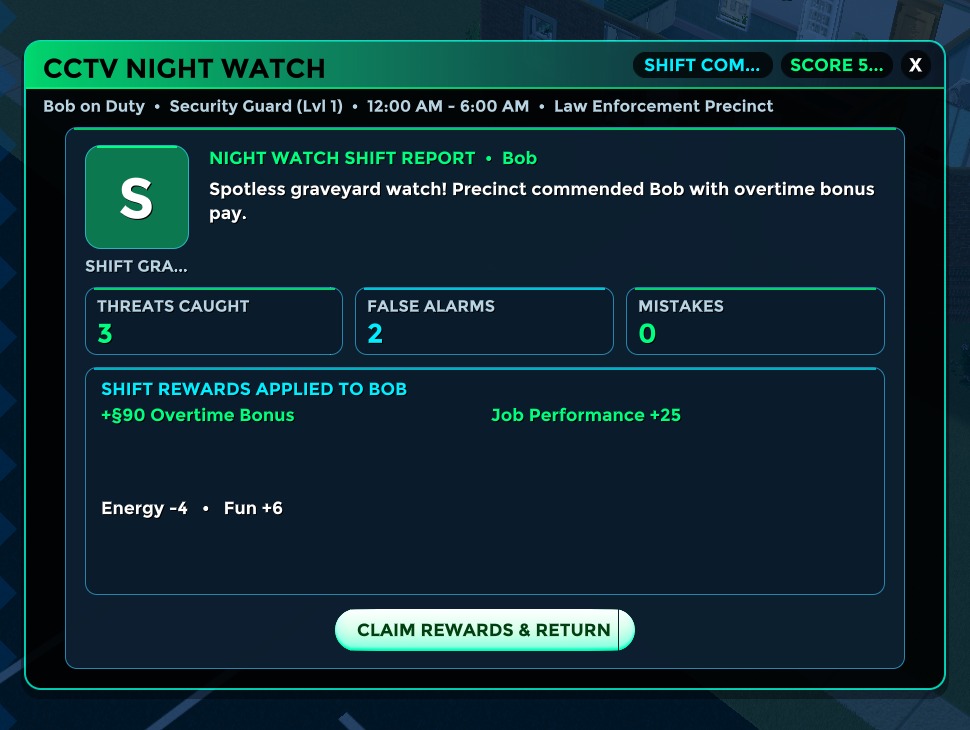 CCTV NIGHT WATCH
SHIFT COM...
SCORE 5...
X
Bob on Duty • Security Guard (Lvl 1) • 12:00 AM - 6:00 AM • Law Enforcement Precinct
S
NIGHT WATCH SHIFT REPORT • Bob
Spotless graveyard watch! Precinct commended Bob with overtime bonus
pay.
SHIFT GRA...
THREATS CAUGHT
3
FALSE ALARMS
2
MISTAKES
0
SHIFT REWARDS APPLIED TO BOB
+§90 Overtime Bonus
Job Performance +25
Energy -4 • Fun +6
CLAIM REWARDS & RETURN